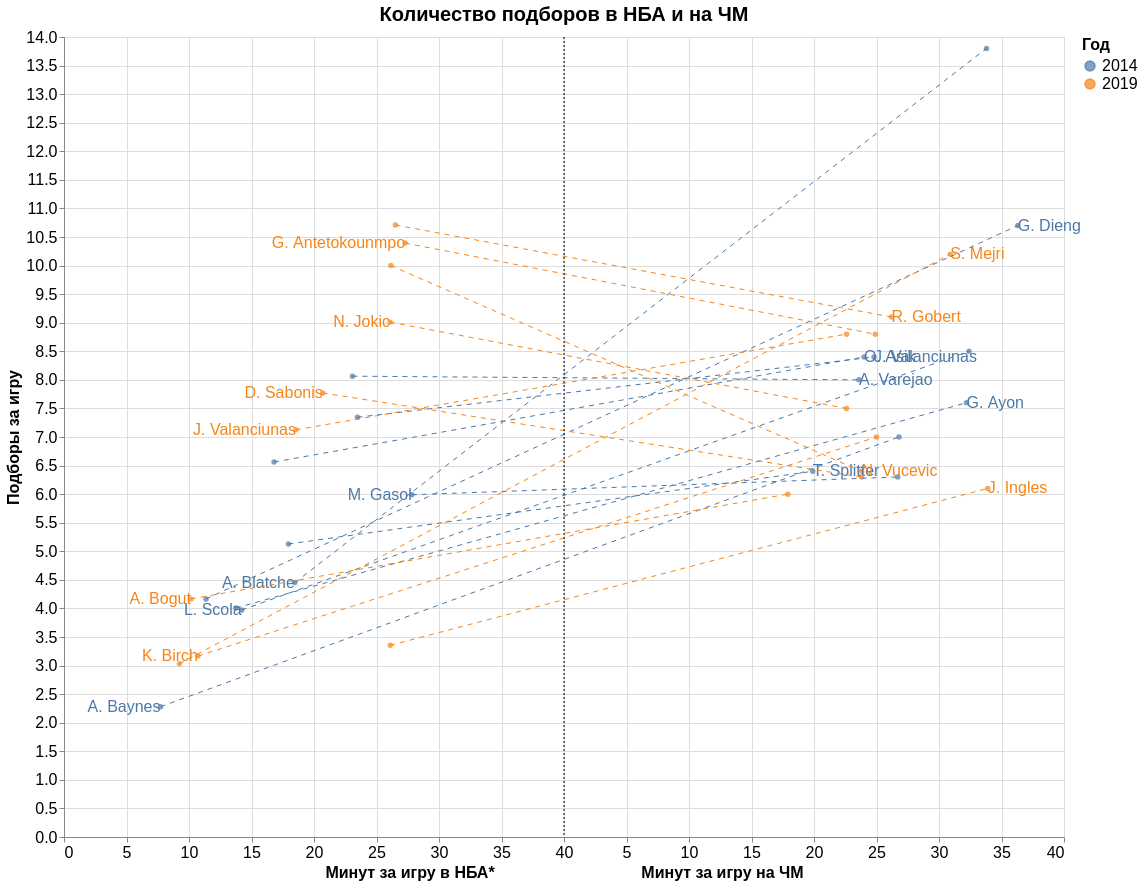 Количество подборов в НБА и на ЧМ
Год
2014
2019
Подборы за игру
14.0
13.5
13.0
12.5
12.0
11.5
11.0
10.5
10.0
9.5
9.0
8.5
8.0
7.5
7.0
6.5
6.0
5.5
5.0
4.5
4.0
3.5
3.0
2.5
2.0
1.5
1.0
0.5
0.0
G. Dieng
G. Antetokounmpo
S. Mejri
R. Gobert
N. Jokic
O. Asik
J. Valanciunas
A. Varejao
D. Sabonis
G. Ayon
J. Valanciunas
T. Splitter
N. Vucevic
M. Gasol
J. Ingles
A. Blatche
A. Bogut
L. Scola
K. Birch
A. Baynes
0 5 10 15 20 25 30 35 40 5 10 15 20 25 30 35 40
Минут за игру в НБА*
Минут за игру на ЧМ